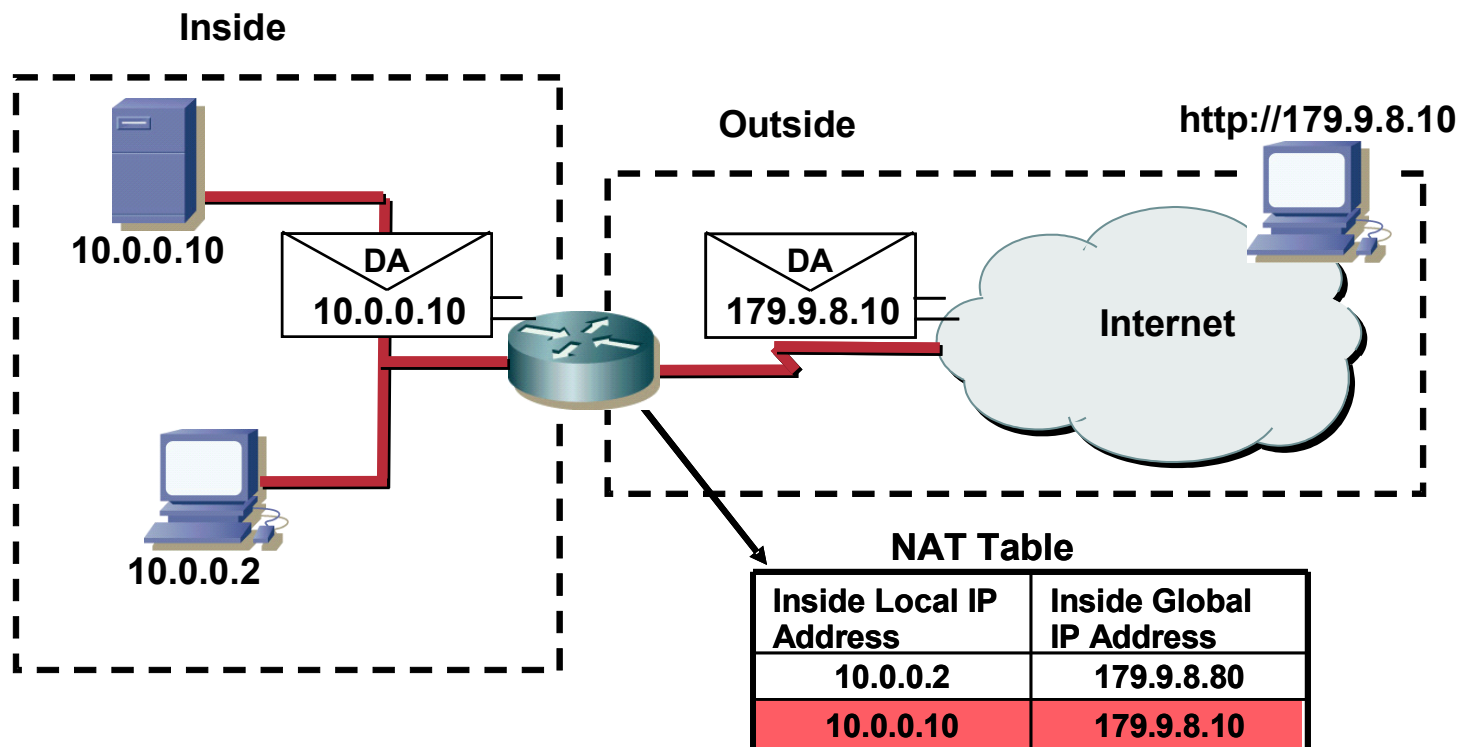 Inside
Outside
http://179.9.8.10
10.0.0.10
DA
10.0.0.10
DA
179.9.8.10
Internet
10.0.0.2
NAT Table
Inside Local IP
Address
Inside Global
IP Address
10.0.0.2
179.9.8.80
10.0.0.10
179.9.8.10